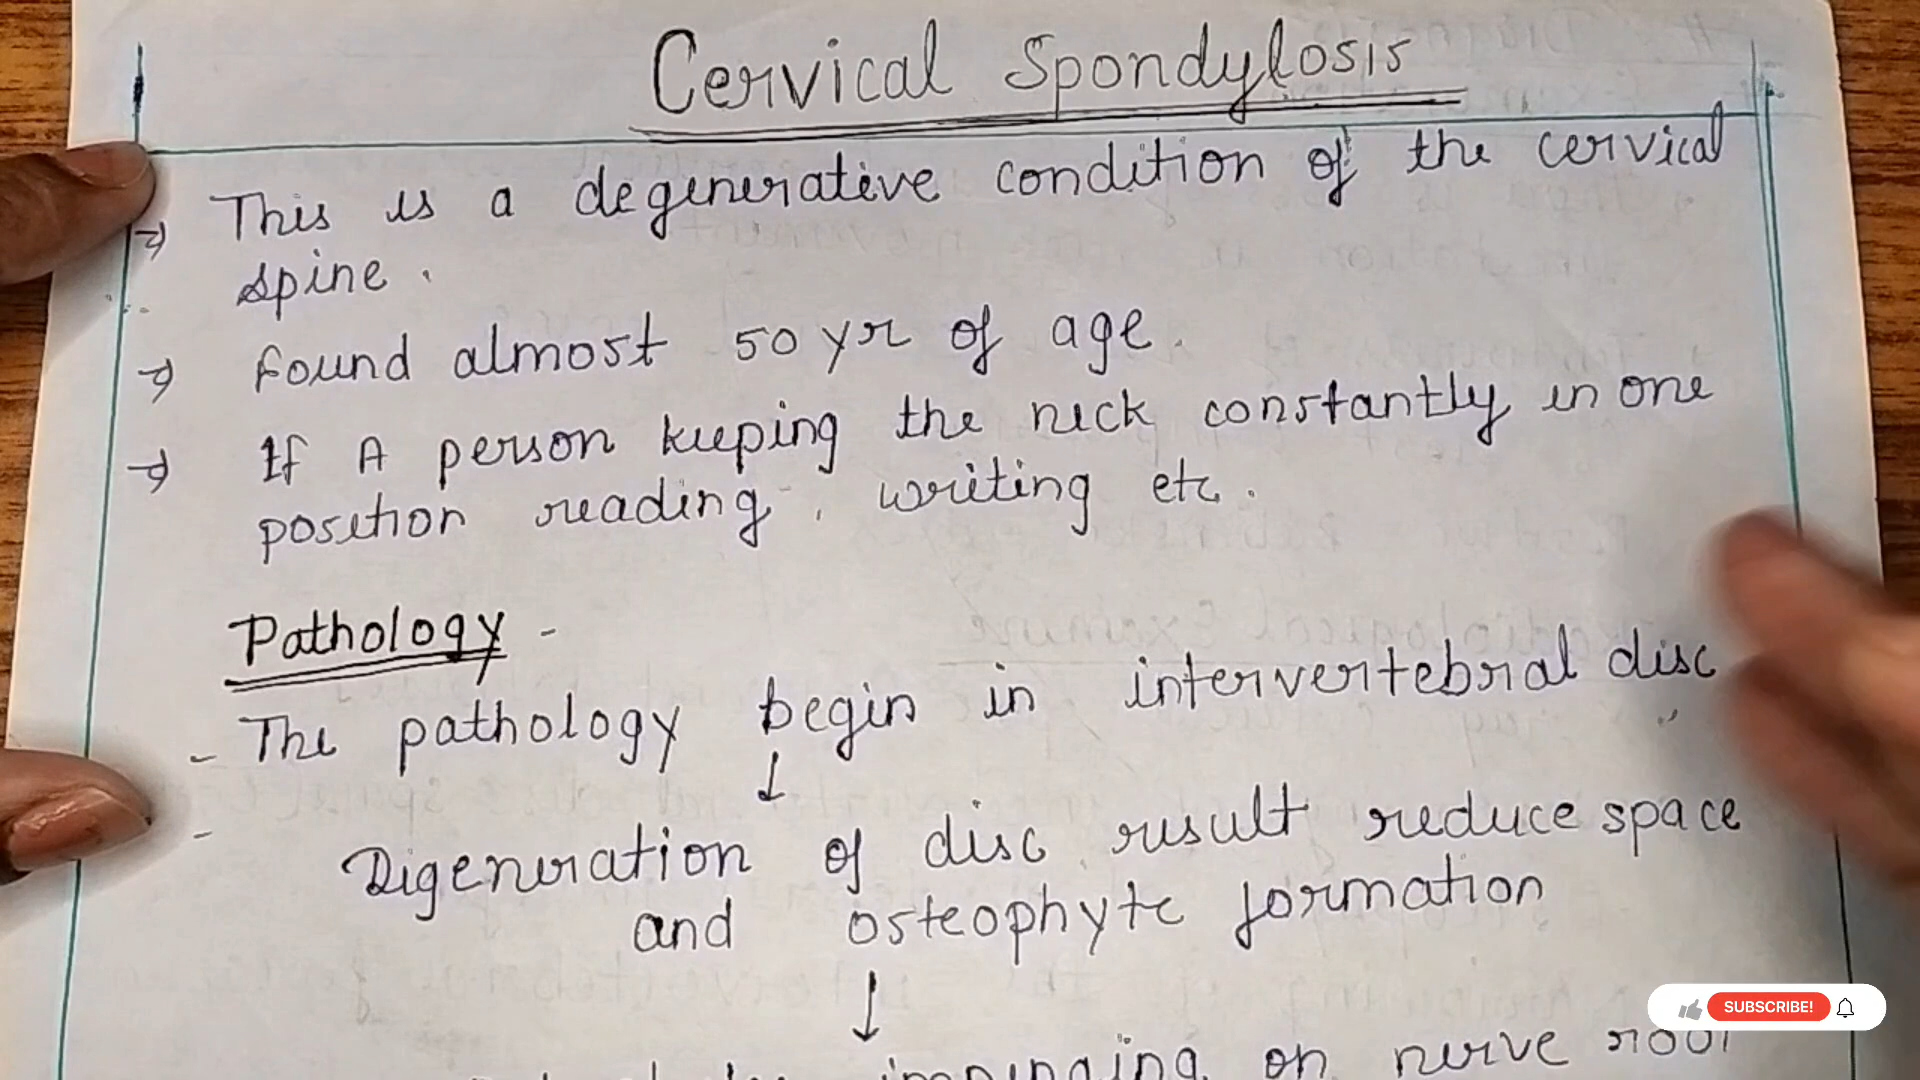 Cervical Spondylosis
→ This is a degenerative condition of the cervical
spine.
→ found almost 50 yr of age.
→ If A person keeping the neck constantly in one
position reading, writing etc.
Pathology -
- The pathology begin in intervertebral disc
↓
- Digeneration of disc result reduce space
and osteophyte formation
↓
impinging on nerve root
SUBSCRIBE!